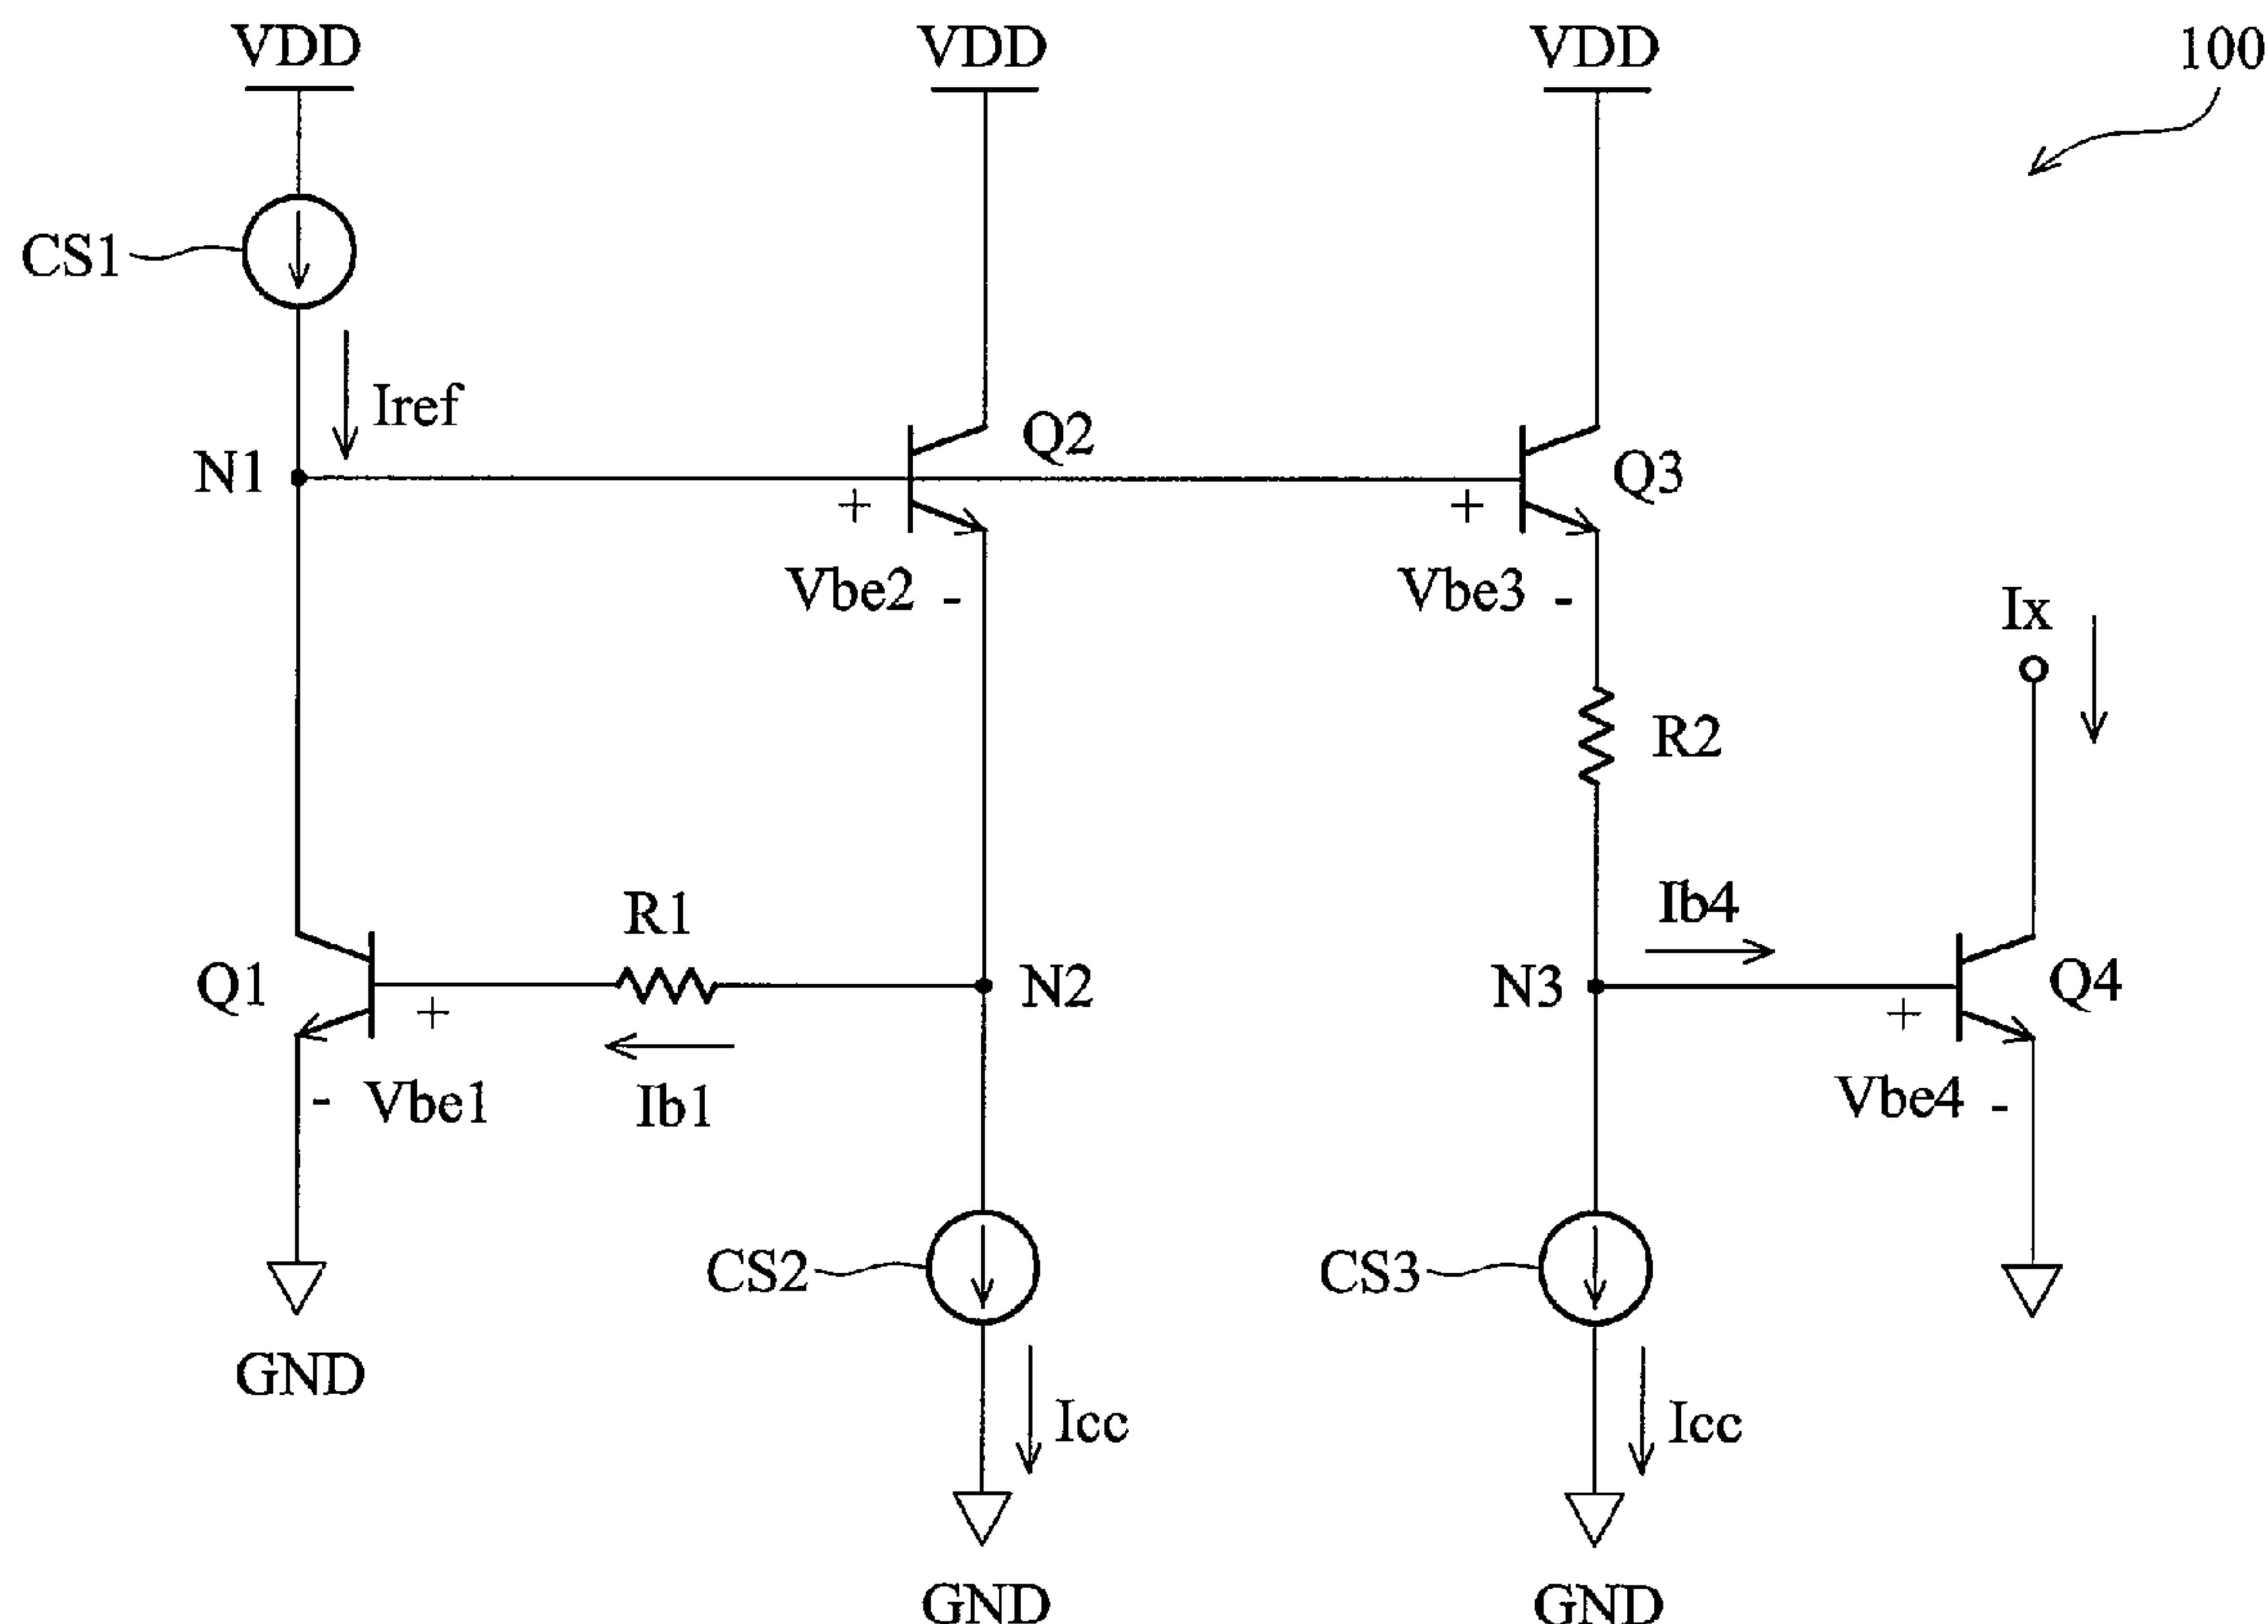 VDD VDD VDD 100
CS1
Iref
N1 Q2 Q3
+ +
Vbe2 - Vbe3 -
Ix
R2
R1 Ib4
Q1 N2 N3 Q4
+ +
- Vbe1 Ib1 Vbe4 -
CS2 CS3
GND
Icc Icc
GND GND